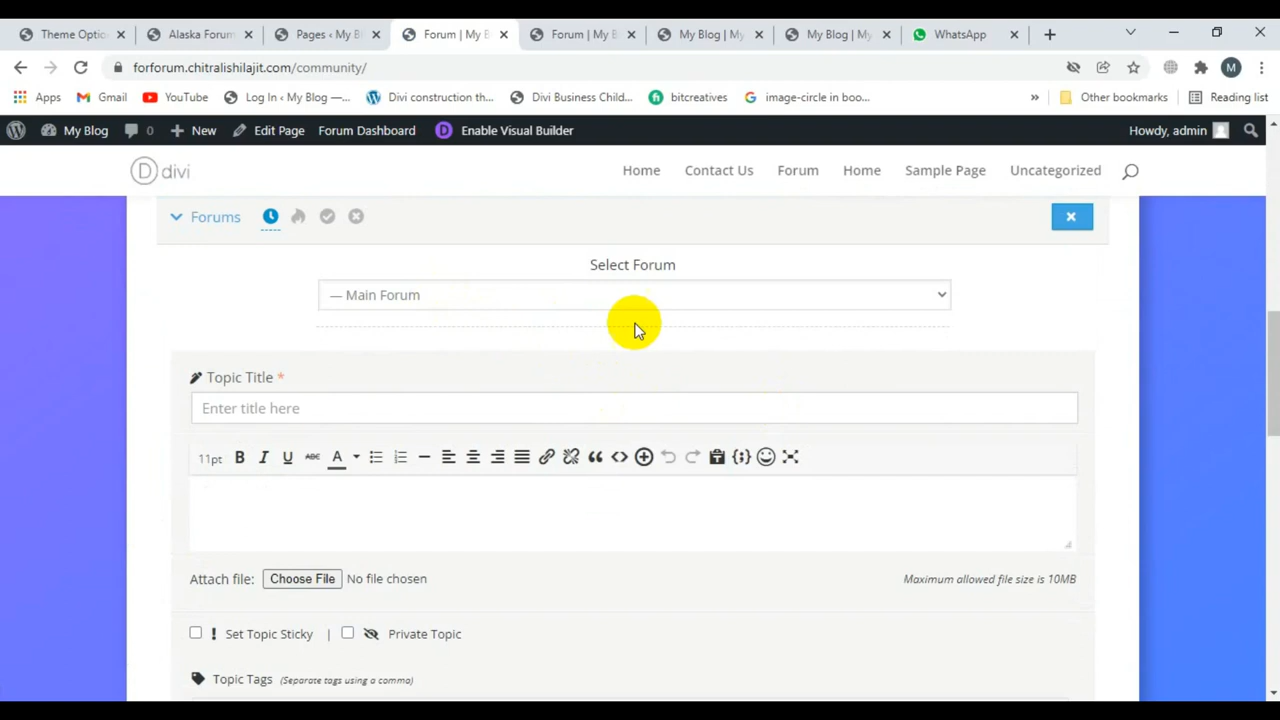 Theme Optio
Alaska Forum
Pages ‹ My B
Forum | My B
Forum | My B
My Blog | My
My Blog | My
WhatsApp
forforum.chitralishilajit.com/community/
M
Apps
Gmail
YouTube
Log In ‹ My Blog —...
Divi construction th...
Divi Business Child...
bitcreatives
image-circle in boo...
»
Other bookmarks
Reading list
My Blog
0
New
Edit Page
Forum Dashboard
Enable Visual Builder
Howdy, admin
divi
Home
Contact Us
Forum
Home
Sample Page
Uncategorized
Forums
Select Forum
— Main Forum
Topic Title *
Enter title here
11pt B I U ABC A
Attach file: Choose File No file chosen
Maximum allowed file size is 10MB
Set Topic Sticky | Private Topic
Topic Tags (Separate tags using a comma)